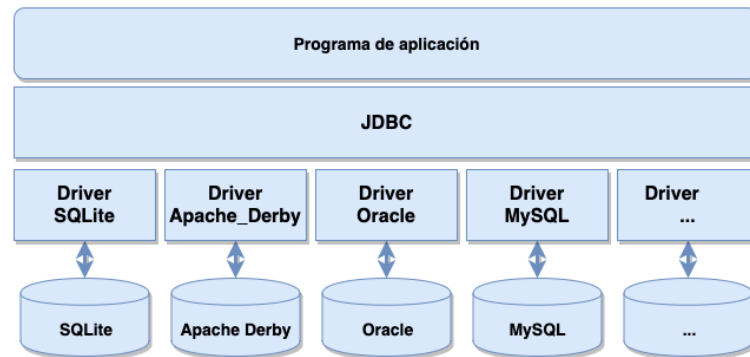 Programa de aplicación
JDBC
Driver
SQLite
Driver
Apache_Derby
Driver
Oracle
Driver
MySQL
Driver
...
SQLite
Apache Derby
Oracle
MySQL
...